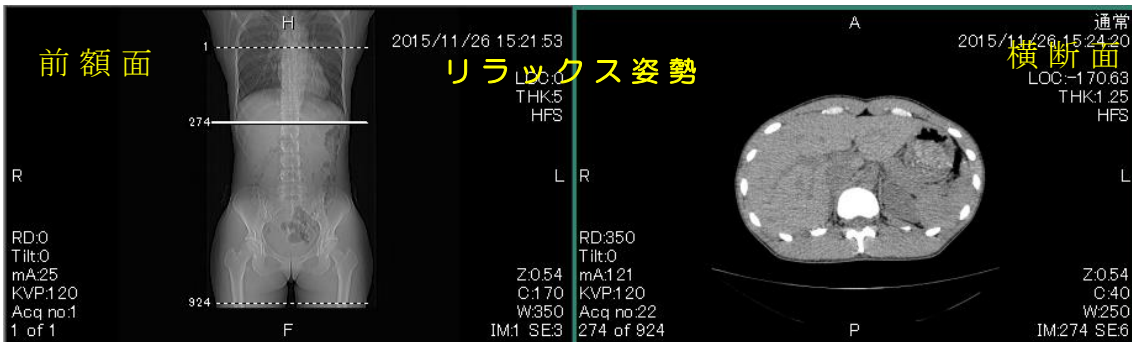 H
1
2015/11/26 15:21:53
前額面
リラックス姿勢
LOC:0
THK:5
HFS
274
R
L
RD:0
Tilt:0
mA:25
KVP:120
Acq no:1
1 of 1
924
F
Z:0.54
C:170
W:350
IM:1 SE:3
A
通常
2015/11/26 15:24:20
横断面
LOC:-170.63
THK:1.25
HFS
R
L
RD:350
Tilt:0
mA:121
KVP:120
Acq no:22
274 of 924
P
Z:0.54
C:40
W:250
IM:274 SE:6